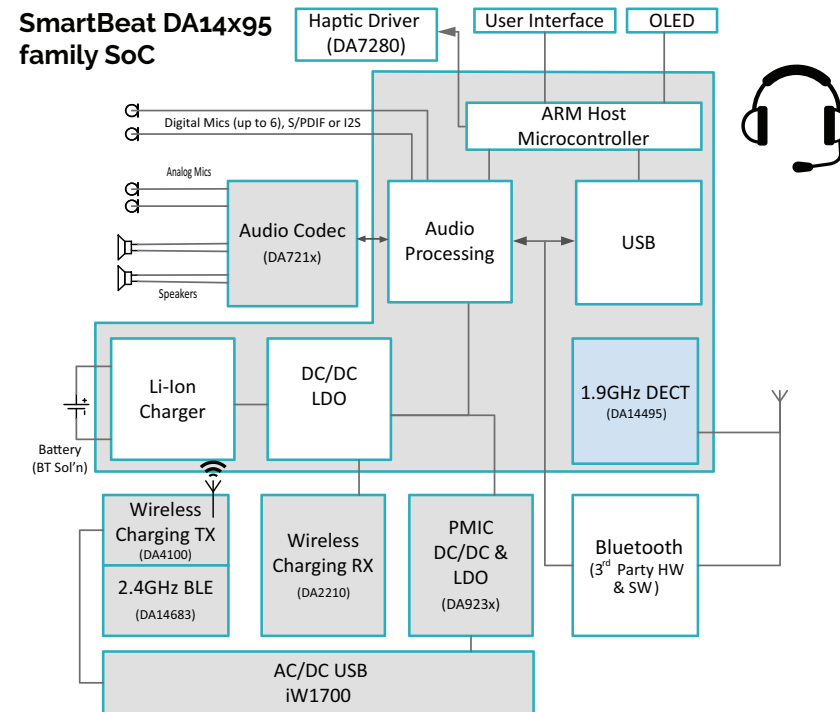 SmartBeat DA14x95
family SoC
Haptic Driver
(DA7280)
User Interface
OLED
ARM Host
Microcontroller
Digital Mics (up to 6), S/PDIF or I2S
Analog Mics
Audio Codec
(DA721x)
Audio
Processing
USB
Speakers
Li-Ion
Charger
DC/DC
LDO
1.9GHz DECT
(DA14495)
Battery
(BT Sol'n)
Wireless
Charging TX
(DA4100)
2.4GHz BLE
(DA14683)
Wireless
Charging RX
(DA2210)
PMIC
DC/DC &
LDO
(DA923x)
Bluetooth
(3rd Party HW
& SW)
AC/DC USB
iW1700